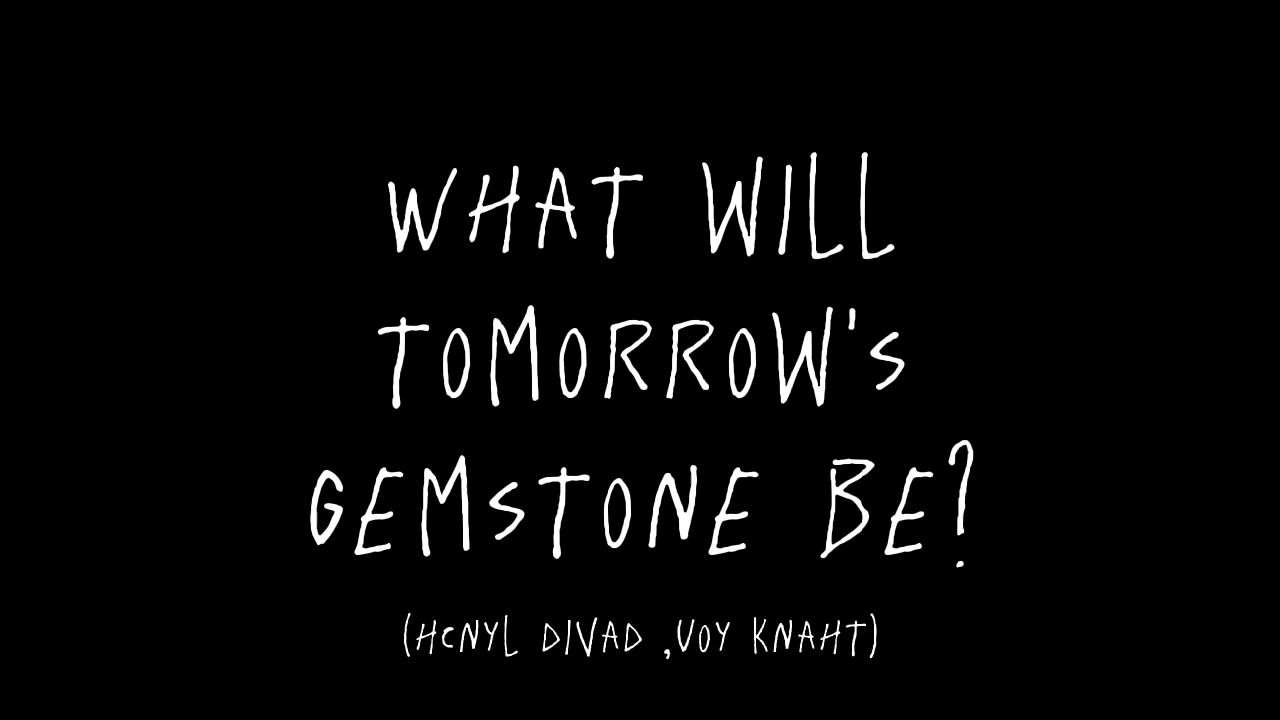 WHAT WILL
TOMORROW's
GEMsTONE BE?
(HcNYL DIVAD ,UOY KNAHT)